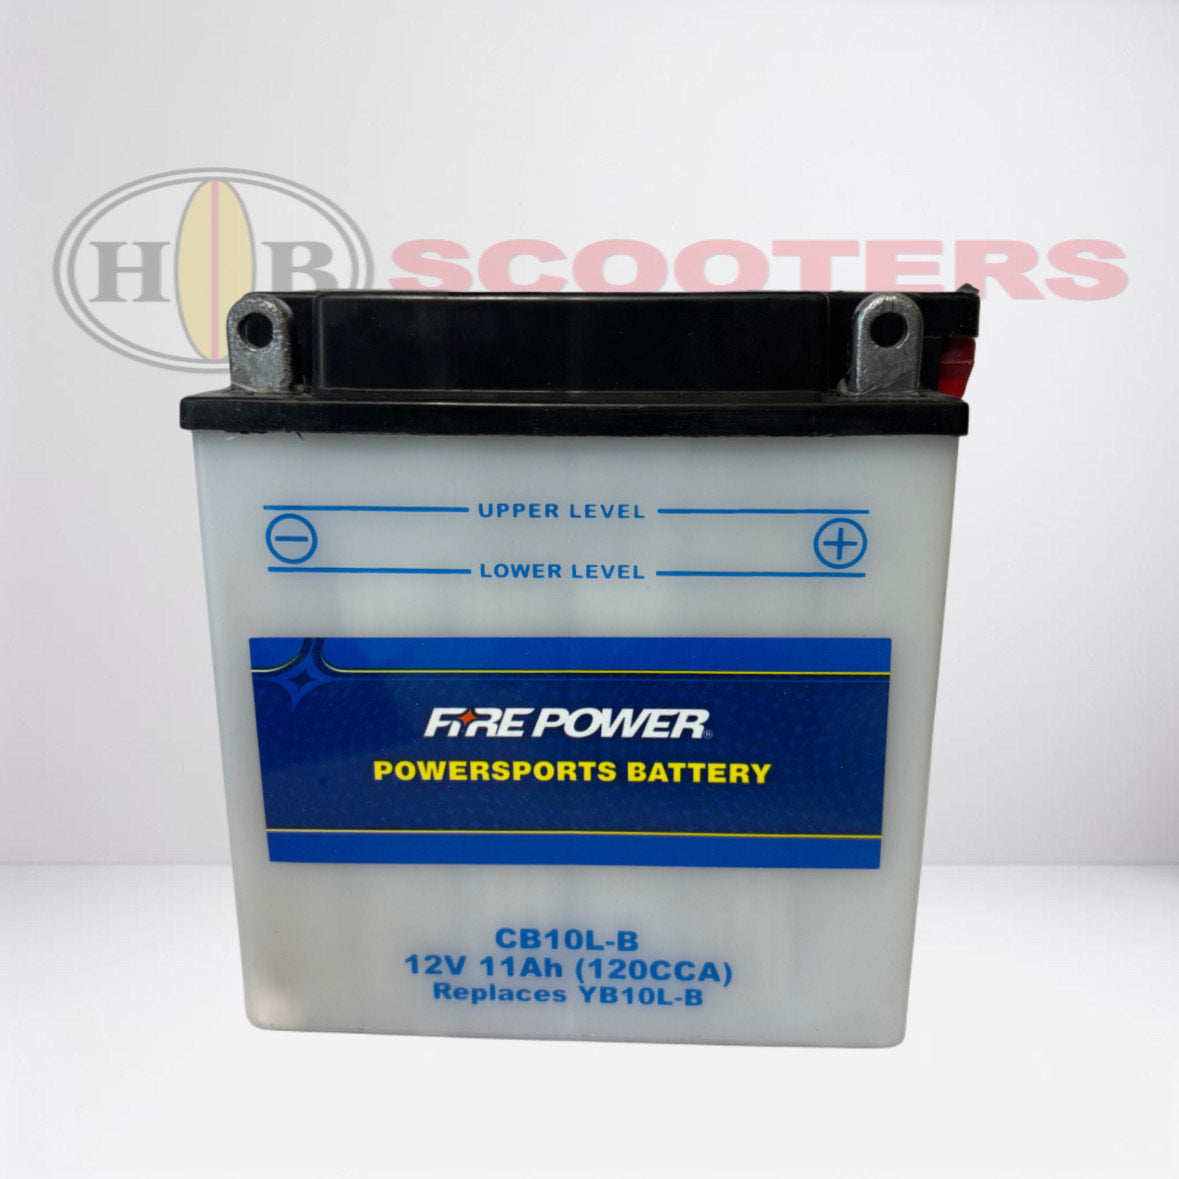 HB SCOOTERS
UPPER LEVEL
LOWER LEVEL
FIRE POWER®
POWERSPORTS BATTERY
CB10L-B
12V 11Ah (120CCA)
Replaces YB10L-B